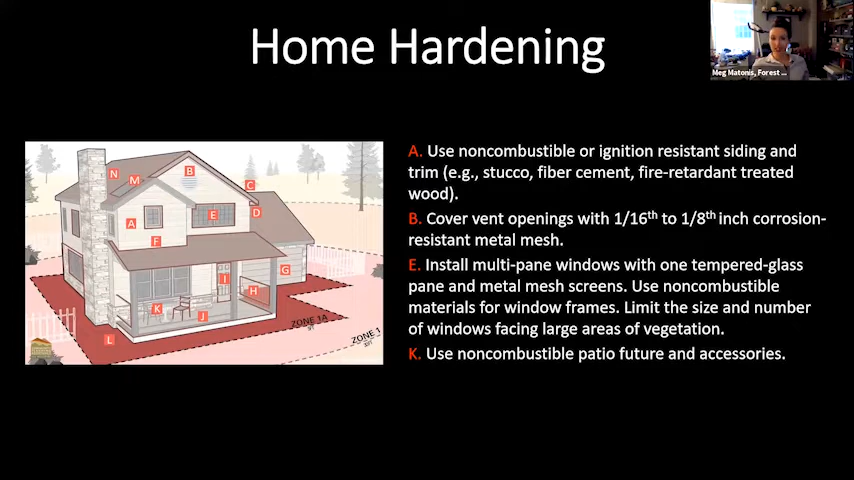 Home Hardening
Meg Matonis, Forest ...
A. Use noncombustible or ignition resistant siding and
trim (e.g., stucco, fiber cement, fire-retardant treated
wood).
B. Cover vent openings with 1/16th to 1/8th inch corrosion-
resistant metal mesh.
E. Install multi-pane windows with one tempered-glass
pane and metal mesh screens. Use noncombustible
materials for window frames. Limit the size and number
of windows facing large areas of vegetation.
K. Use noncombustible patio future and accessories.
N
M
B
C
D
E
A
F
G
I
H
K
J
L
ZONE 1A
ZONE 1